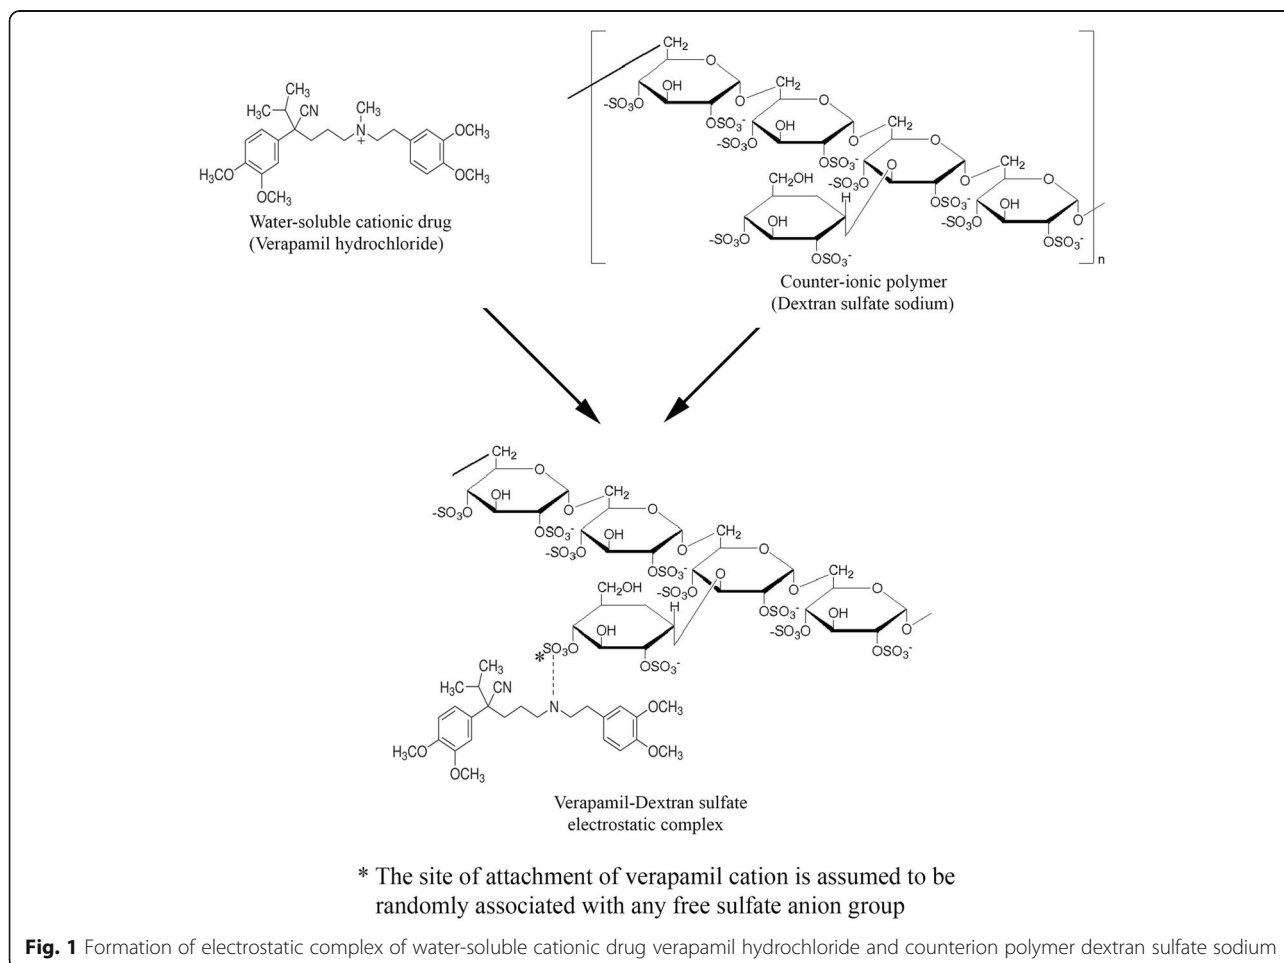 CH₂
O
H₃C
CH₃
CN
CH₃
H₃C
N
+
OCH₃
OCH₃
H₃CO
OCH₃
Water-soluble cationic drug
(Verapamil hydrochloride)
OH
-SO₃O
O
CH₂
OSO₃⁻
O
OH
-SO₃O
O
CH₂
OSO₃⁻
O
O
-SO₃O
O
CH₂
OSO₃⁻
O
OH
-SO₃O
O
OSO₃⁻
CH₂OH
H
OH
-SO₃O
OSO₃⁻
n
Counter-ionic polymer
(Dextran sulfate sodium)
CH₂
O
OH
-SO₃O
O
CH₂
OSO₃⁻
O
OH
-SO₃O
O
CH₂
OSO₃⁻
O
O
-SO₃O
O
CH₂
OSO₃⁻
O
OH
-SO₃O
O
OSO₃⁻
CH₂OH
H
OH
* SO₃O
OSO₃⁻
CH₃
H₃C
CN
N
OCH₃
OCH₃
H₃CO
OCH₃
Verapamil-Dextran sulfate
electrostatic complex
* The site of attachment of verapamil cation is assumed to be
randomly associated with any free sulfate anion group
Fig. 1 Formation of electrostatic complex of water-soluble cationic drug verapamil hydrochloride and counterion polymer dextran sulfate sodium